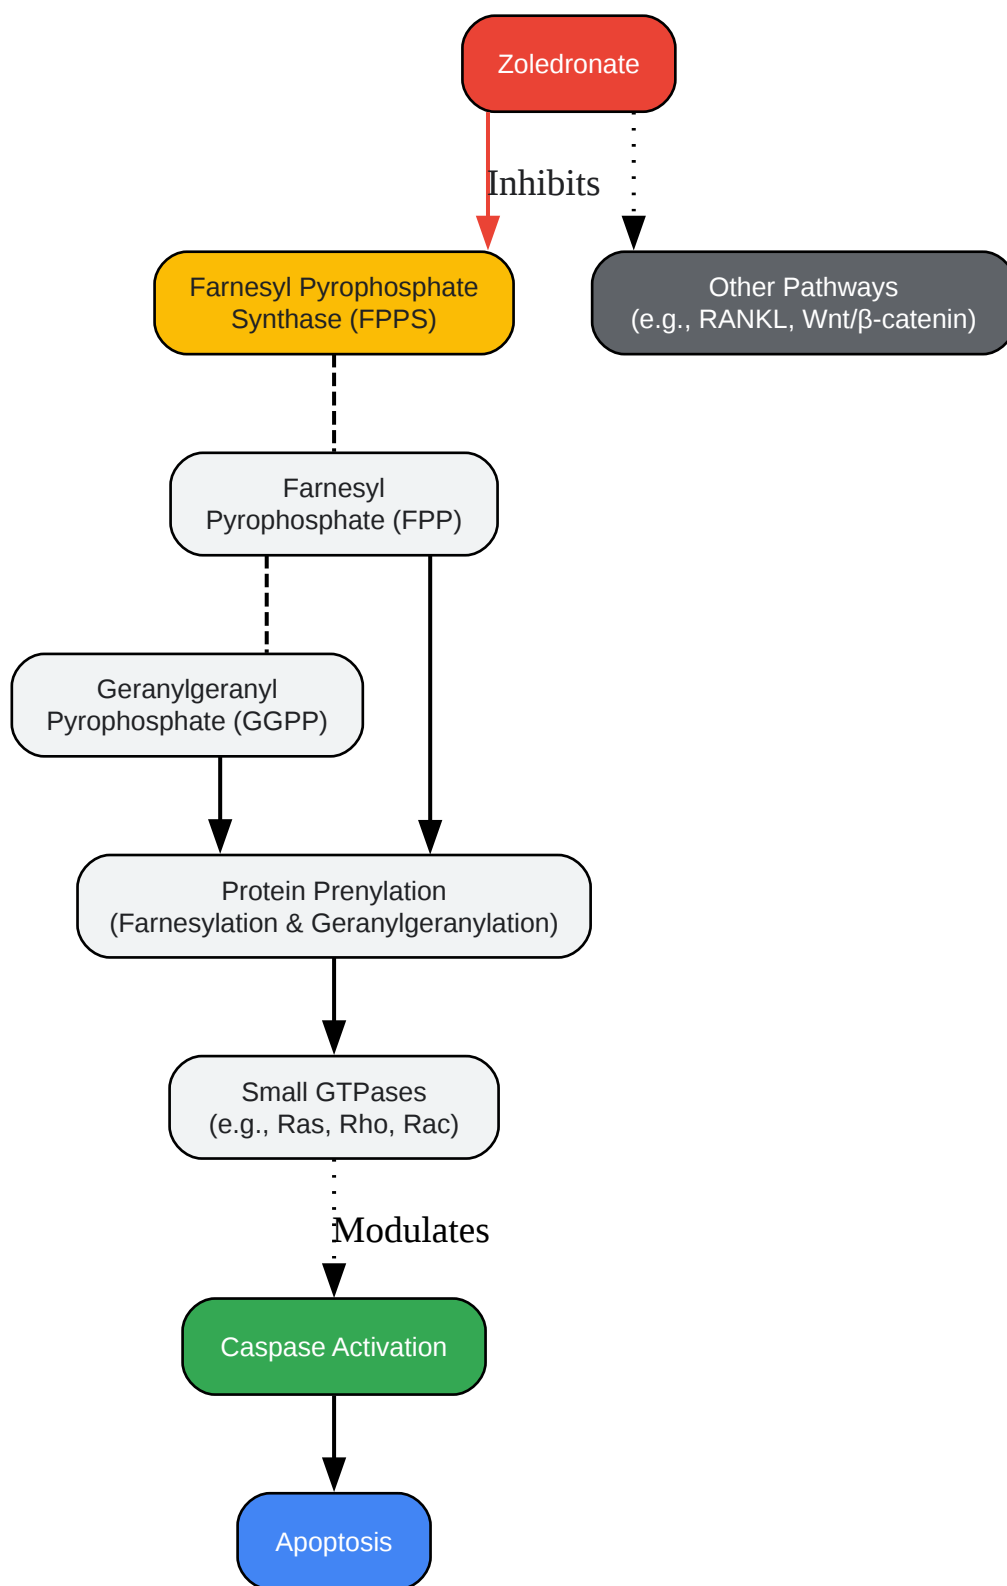 Zoledronate
Inhibits
Farnesyl Pyrophosphate
Synthase (FPPS)
Other Pathways
(e.g., RANKL, Wnt/β-catenin)
Farnesyl
Pyrophosphate (FPP)
Geranylgeranyl
Pyrophosphate (GGPP)
Protein Prenylation
(Farnesylation & Geranylgeranylation)
Small GTPases
(e.g., Ras, Rho, Rac)
Modulates
Caspase Activation
Apoptosis